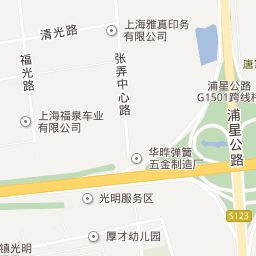 清光路
上海雅真印务
有限公司
福光路
张弄中心路
浦星公路
G1501跨线桥
上海福泉车业
有限公司
华晔弹簧
五金制造厂
浦星公路
光明服务区
S123
厚才幼儿园
镇光明